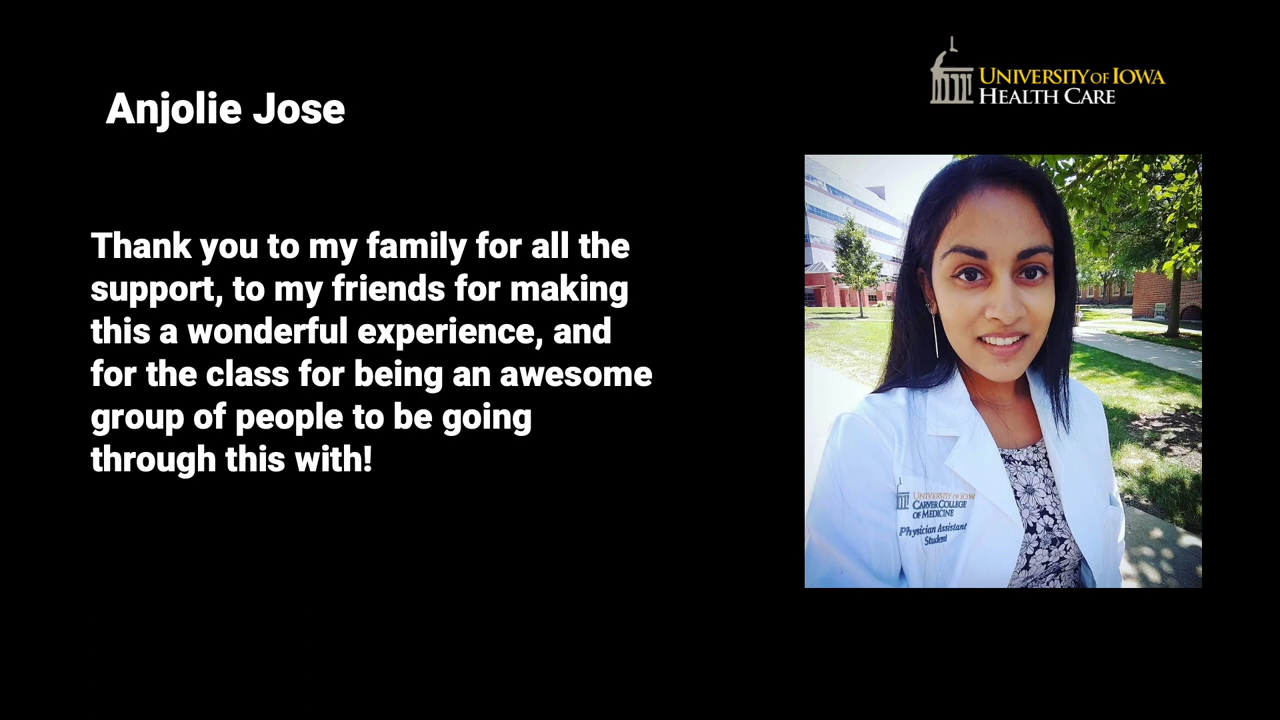 Anjolie Jose
UNIVERSITY OF IOWA
HEALTH CARE
Thank you to my family for all the
support, to my friends for making
this a wonderful experience, and
for the class for being an awesome
group of people to be going
through this with!
UNIVERSITY OF IOWA
CARVER COLLEGE
OF MEDICINE
Physician Assistant
Student